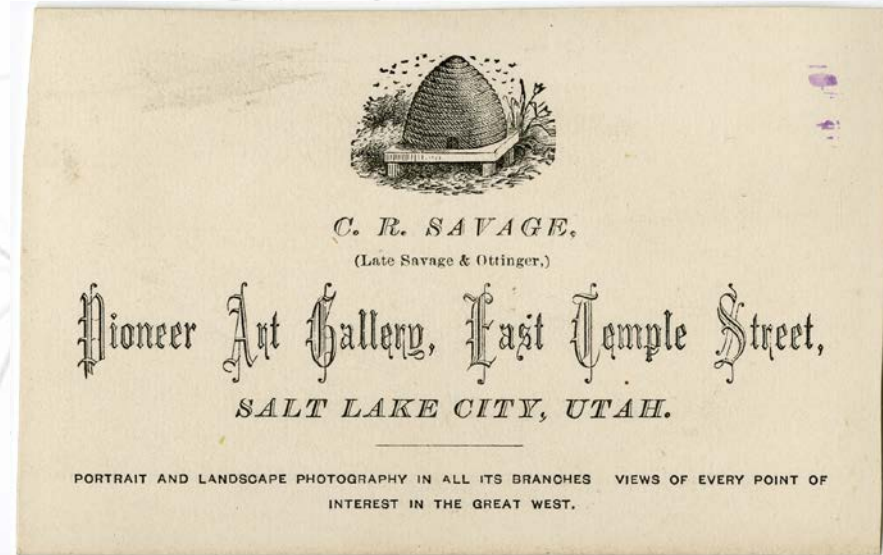 C. R. SAVAGE,
(Late Savage & Ottinger,)
Pioneer Art Gallery, East Temple Street,
SALT LAKE CITY, UTAH.
PORTRAIT AND LANDSCAPE PHOTOGRAPHY IN ALL ITS BRANCHES VIEWS OF EVERY POINT OF
INTEREST IN THE GREAT WEST.